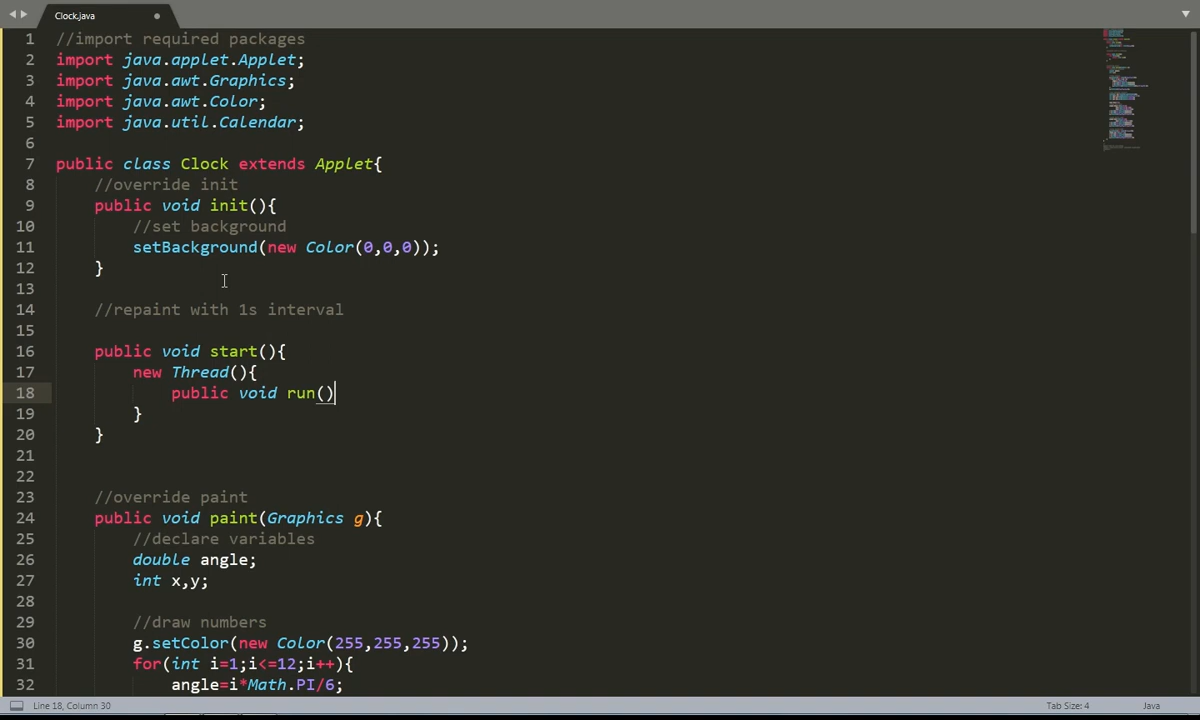 Clock.java
1 //import required packages
2 import java.applet.Applet;
3 import java.awt.Graphics;
4 import java.awt.Color;
5 import java.util.Calendar;
6
7 public class Clock extends Applet{
8 //override init
9 public void init(){
10 //set background
11 setBackground(new Color(0,0,0));
12 }
13
14 //repaint with 1s interval
15
16 public void start(){
17 new Thread(){
18 public void run()
19 }
20 }
21
22
23 //override paint
24 public void paint(Graphics g){
25 //declare variables
26 double angle;
27 int x,y;
28
29 //draw numbers
30 g.setColor(new Color(255,255,255));
31 for(int i=1;i<=12;i++){
32 angle=i*Math.PI/6;
Line 18, Column 30
Tab Size: 4
Java